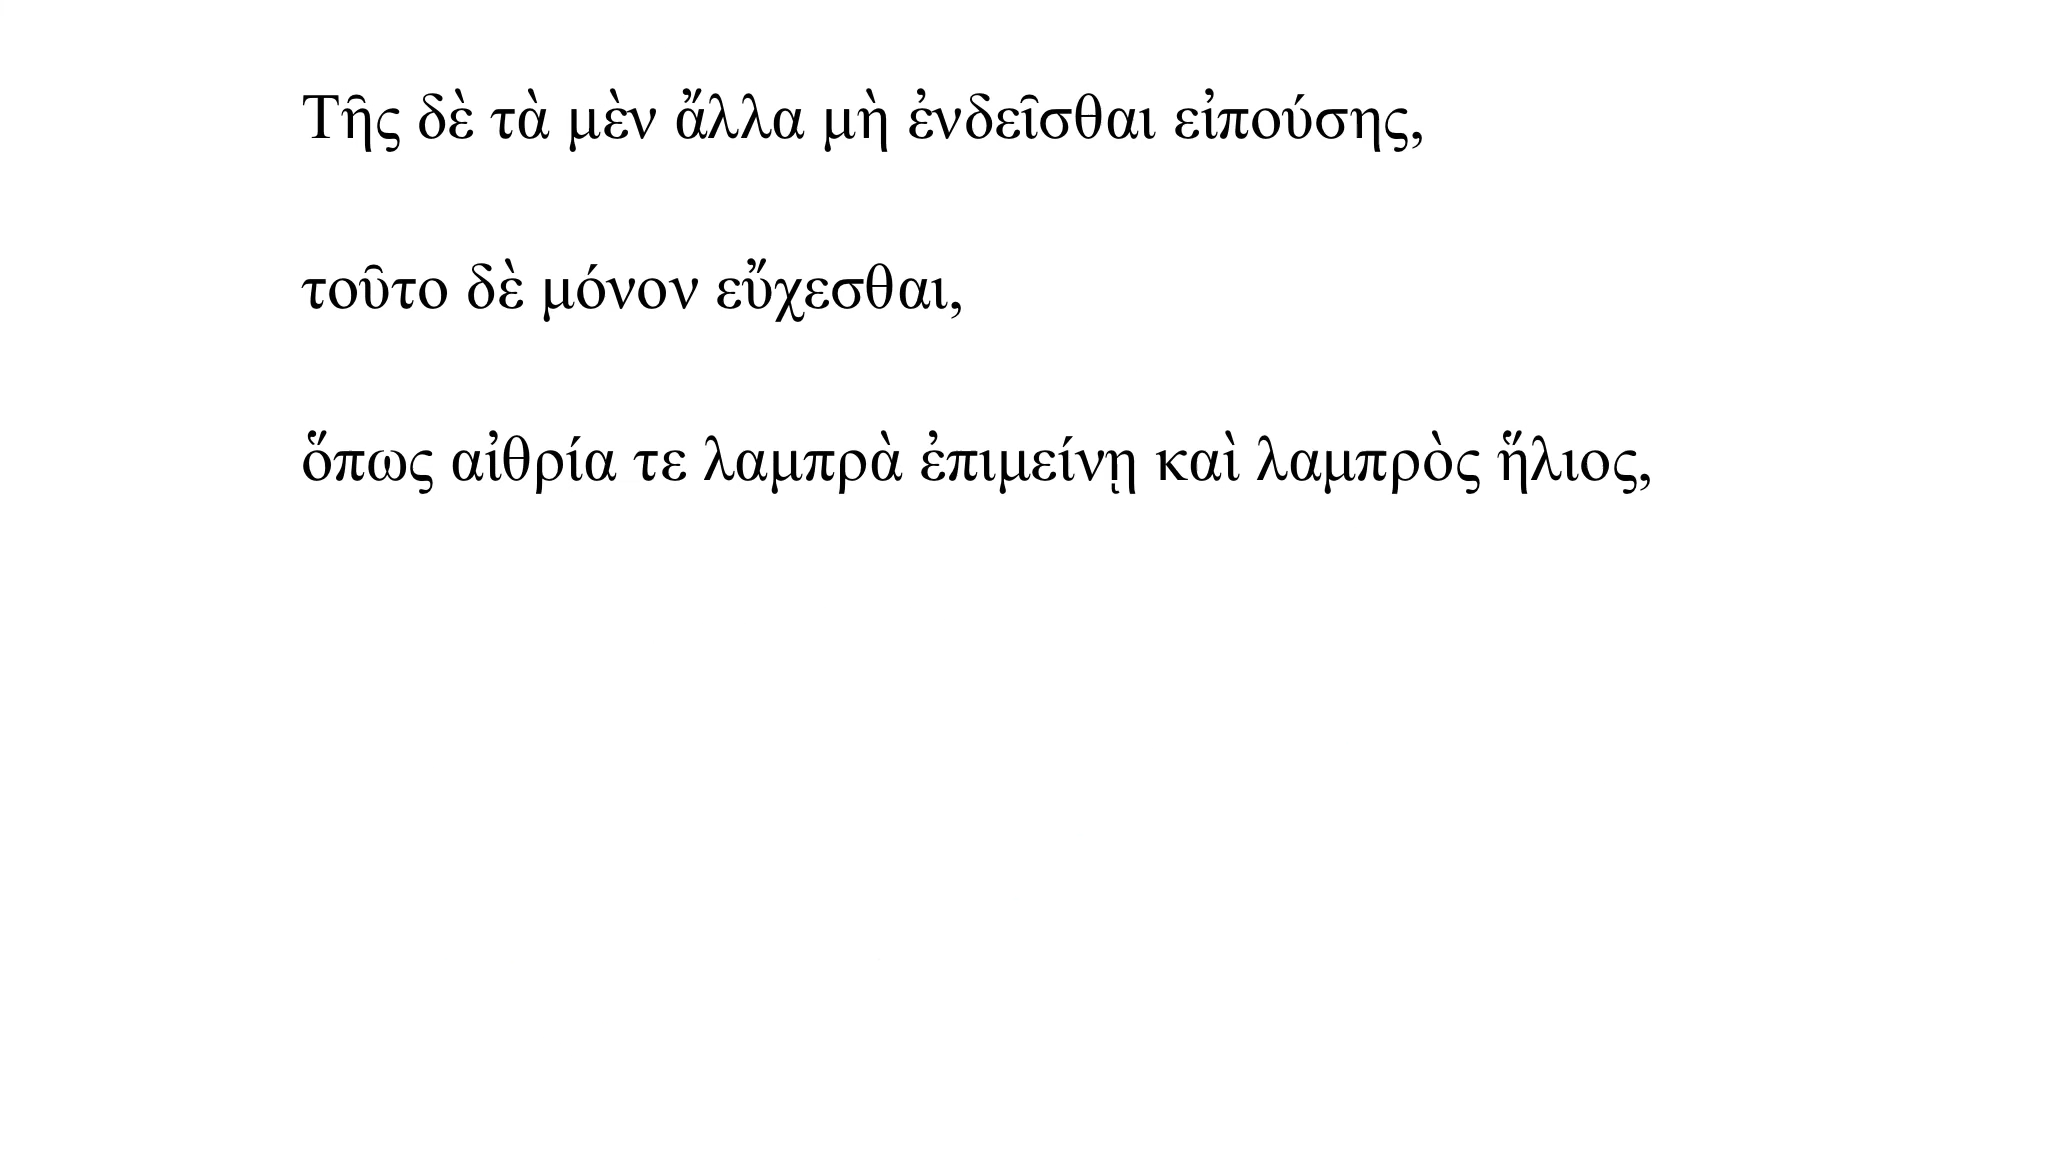 Τῆς δὲ τὰ μὲν ἄλλα μὴ ἐνδεῖσθαι εἰπούσης,
τοῦτο δὲ μόνον εὔχεσθαι,
ὅπως αἰθρία τε λαμπρὰ ἐπιμείνῃ καὶ λαμπρὸς ἥλιος,